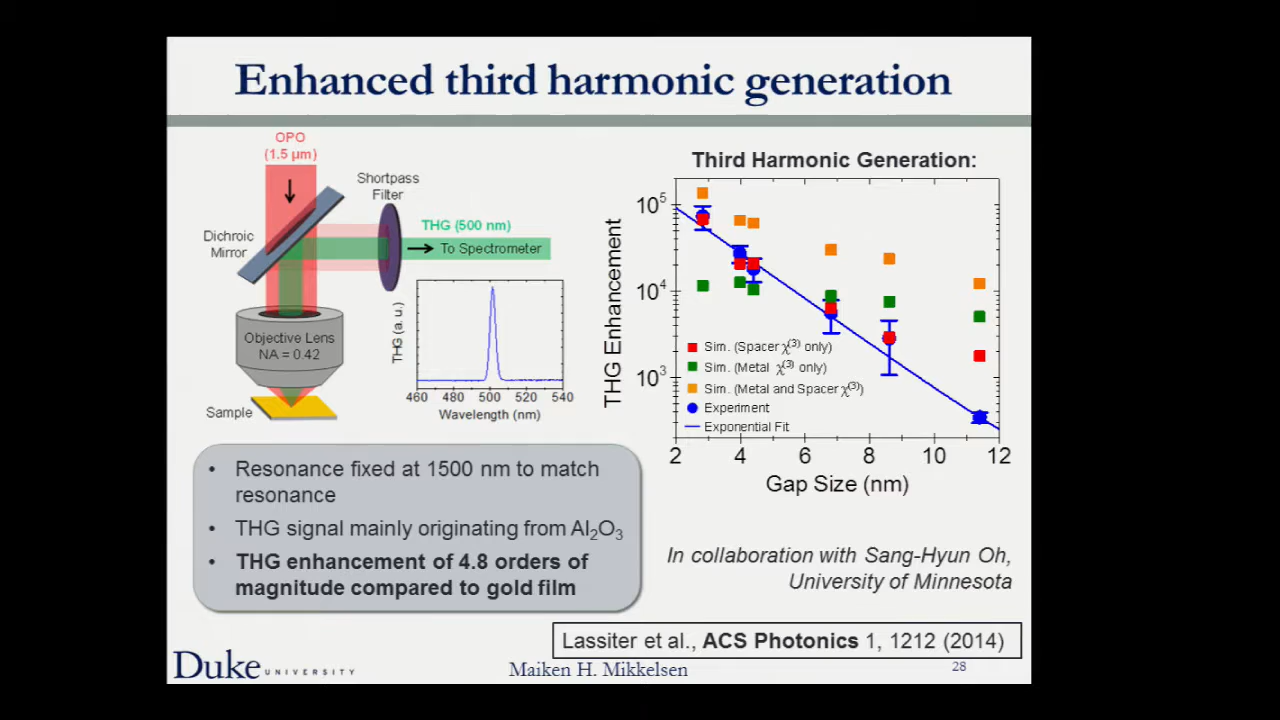 Enhanced third harmonic generation
OPO
(1.5 µm)
Shortpass
Filter
Dichroic
Mirror
THG (500 nm)
To Spectrometer
Objective Lens
NA = 0.42
Sample
THG (a. u.)
460 480 500 520 540
Wavelength (nm)
Third Harmonic Generation:
THG Enhancement
10⁵
10⁴
10³
Sim. (Spacer χ⁽³⁾ only)
Sim. (Metal χ⁽³⁾ only)
Sim. (Metal and Spacer χ⁽³⁾)
Experiment
Exponential Fit
2 4 6 8 10 12
Gap Size (nm)
• Resonance fixed at 1500 nm to match
resonance
• THG signal mainly originating from Al₂O₃
• THG enhancement of 4.8 orders of
magnitude compared to gold film
In collaboration with Sang-Hyun Oh,
University of Minnesota
Lassiter et al., ACS Photonics 1, 1212 (2014)
Duke UNIVERSITY
Maiken H. Mikkelsen
28